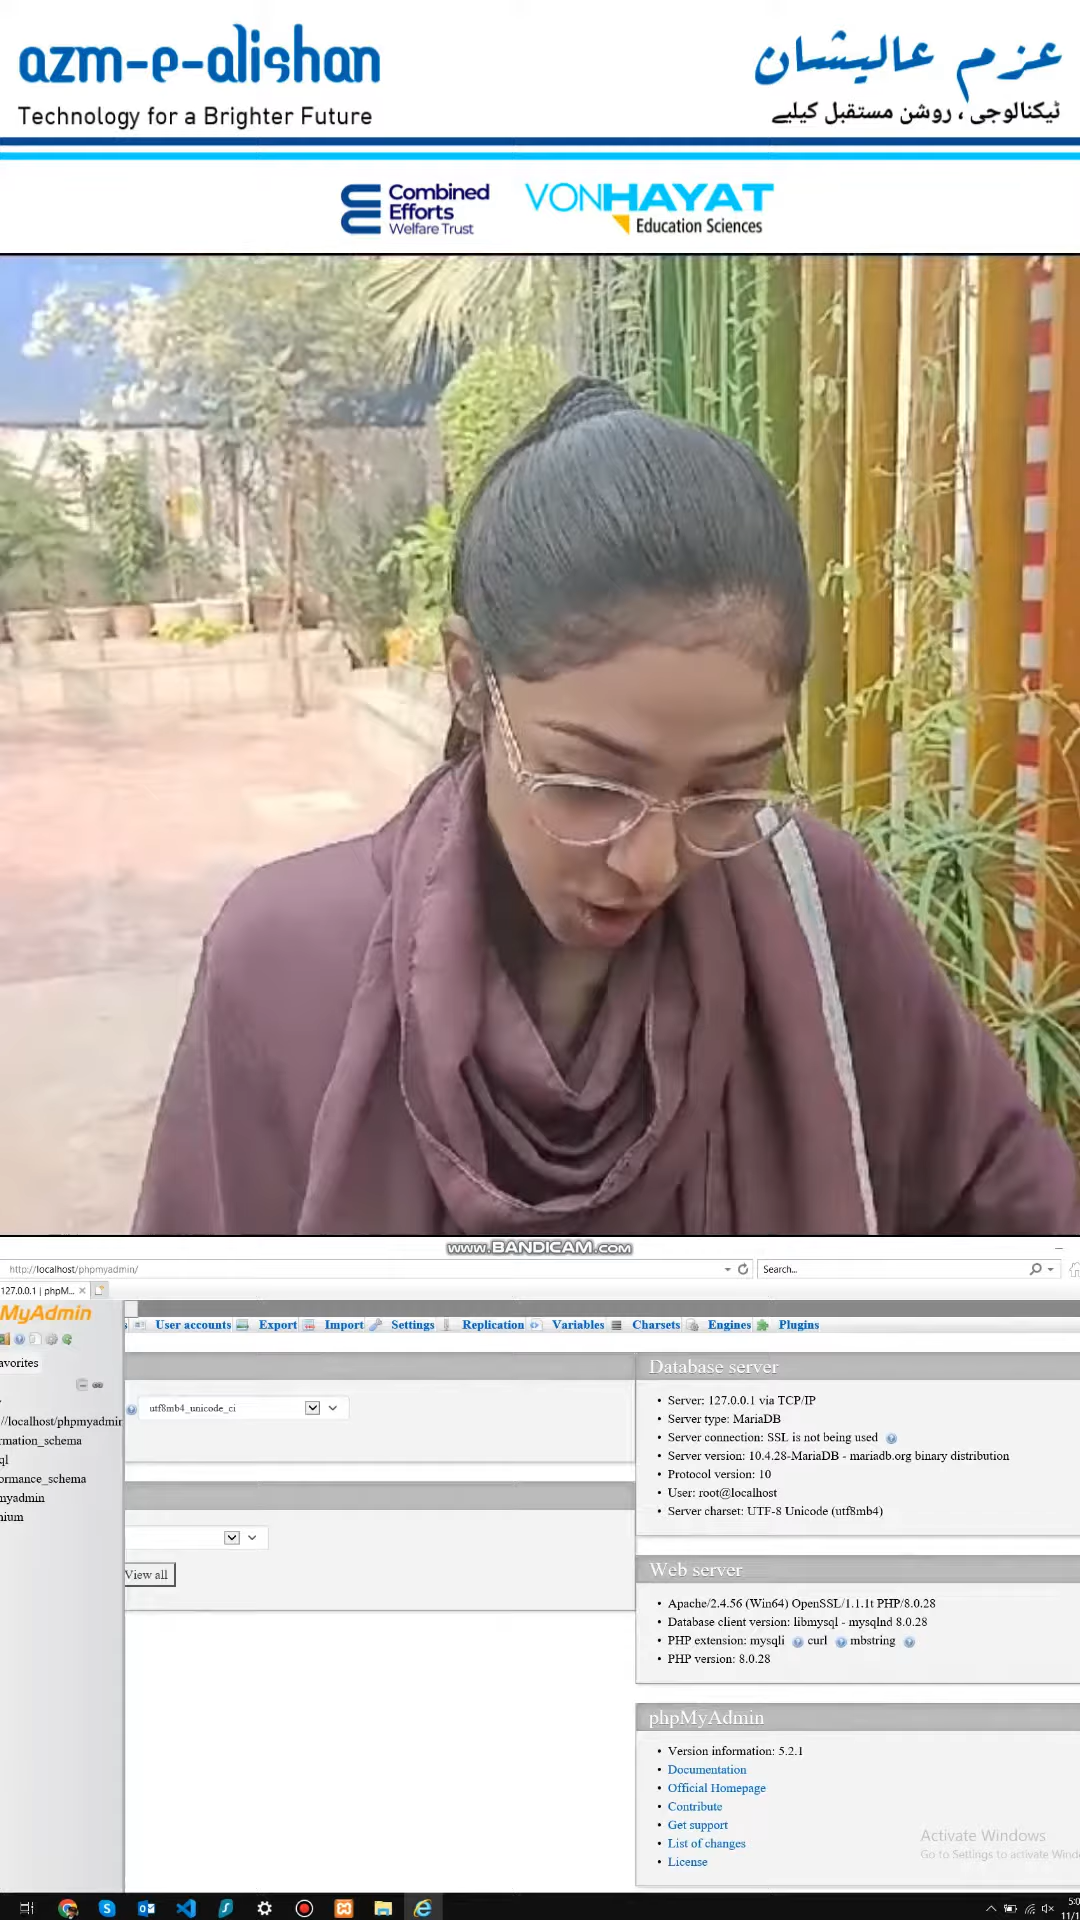 azm-e-alishan
عزم عالیشان
Technology for a Brighter Future
ٹیکنالوجی ، روشن مستقبل کیلیے
Combined
Efforts
Welfare Trust
VONHAYAT
Education Sciences
www.BANDICAM.com
http://localhost/phpmyadmin/
Search...
127.0.0.1 | phpM...
MyAdmin
User accounts
Export
Import
Settings
Replication
Variables
Charsets
Engines
Plugins
avorites
//localhost/phpmyadmin
rmation_schema
ql
ormance_schema
myadmin
nium
utf8mb4_unicode_ci
View all
Database server
• Server: 127.0.0.1 via TCP/IP
• Server type: MariaDB
• Server connection: SSL is not being used
• Server version: 10.4.28-MariaDB - mariadb.org binary distribution
• Protocol version: 10
• User: root@localhost
• Server charset: UTF-8 Unicode (utf8mb4)
Web server
• Apache/2.4.56 (Win64) OpenSSL/1.1.1t PHP/8.0.28
• Database client version: libmysql - mysqlnd 8.0.28
• PHP extension: mysqli curl mbstring
• PHP version: 8.0.28
phpMyAdmin
• Version information: 5.2.1
• Documentation
• Official Homepage
• Contribute
• Get support
• List of changes
• License
Activate Windows
Go to Settings to activate Wind
5:0
11/1